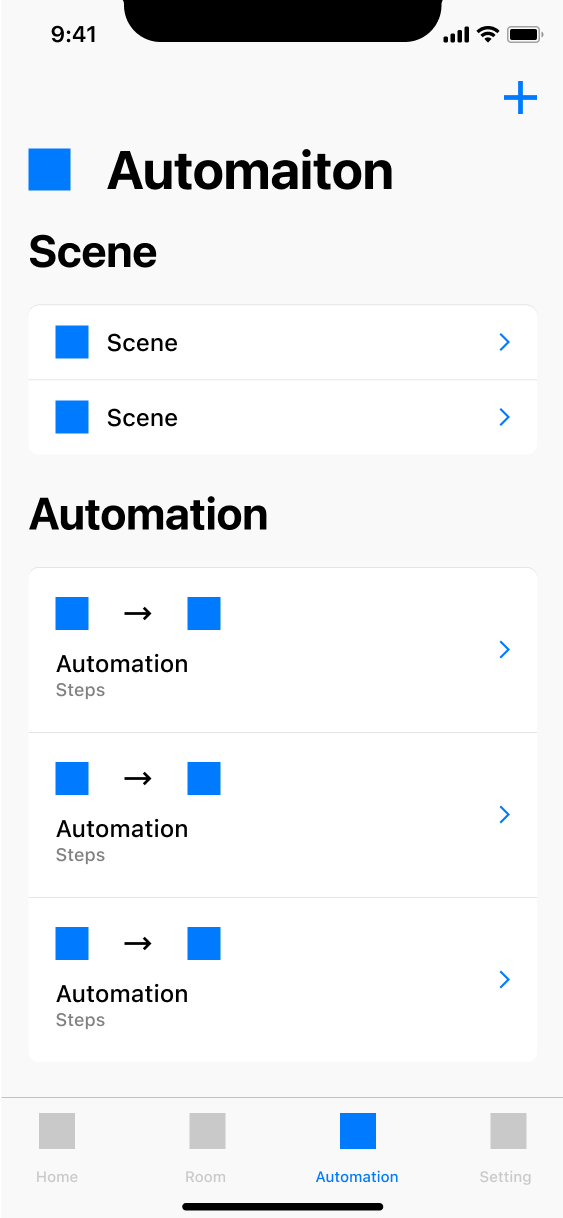 9:41
Automaiton
Scene
Scene
Scene
Automation
Automation
Steps
Automation
Steps
Automation
Steps
Home
Room
Automation
Setting